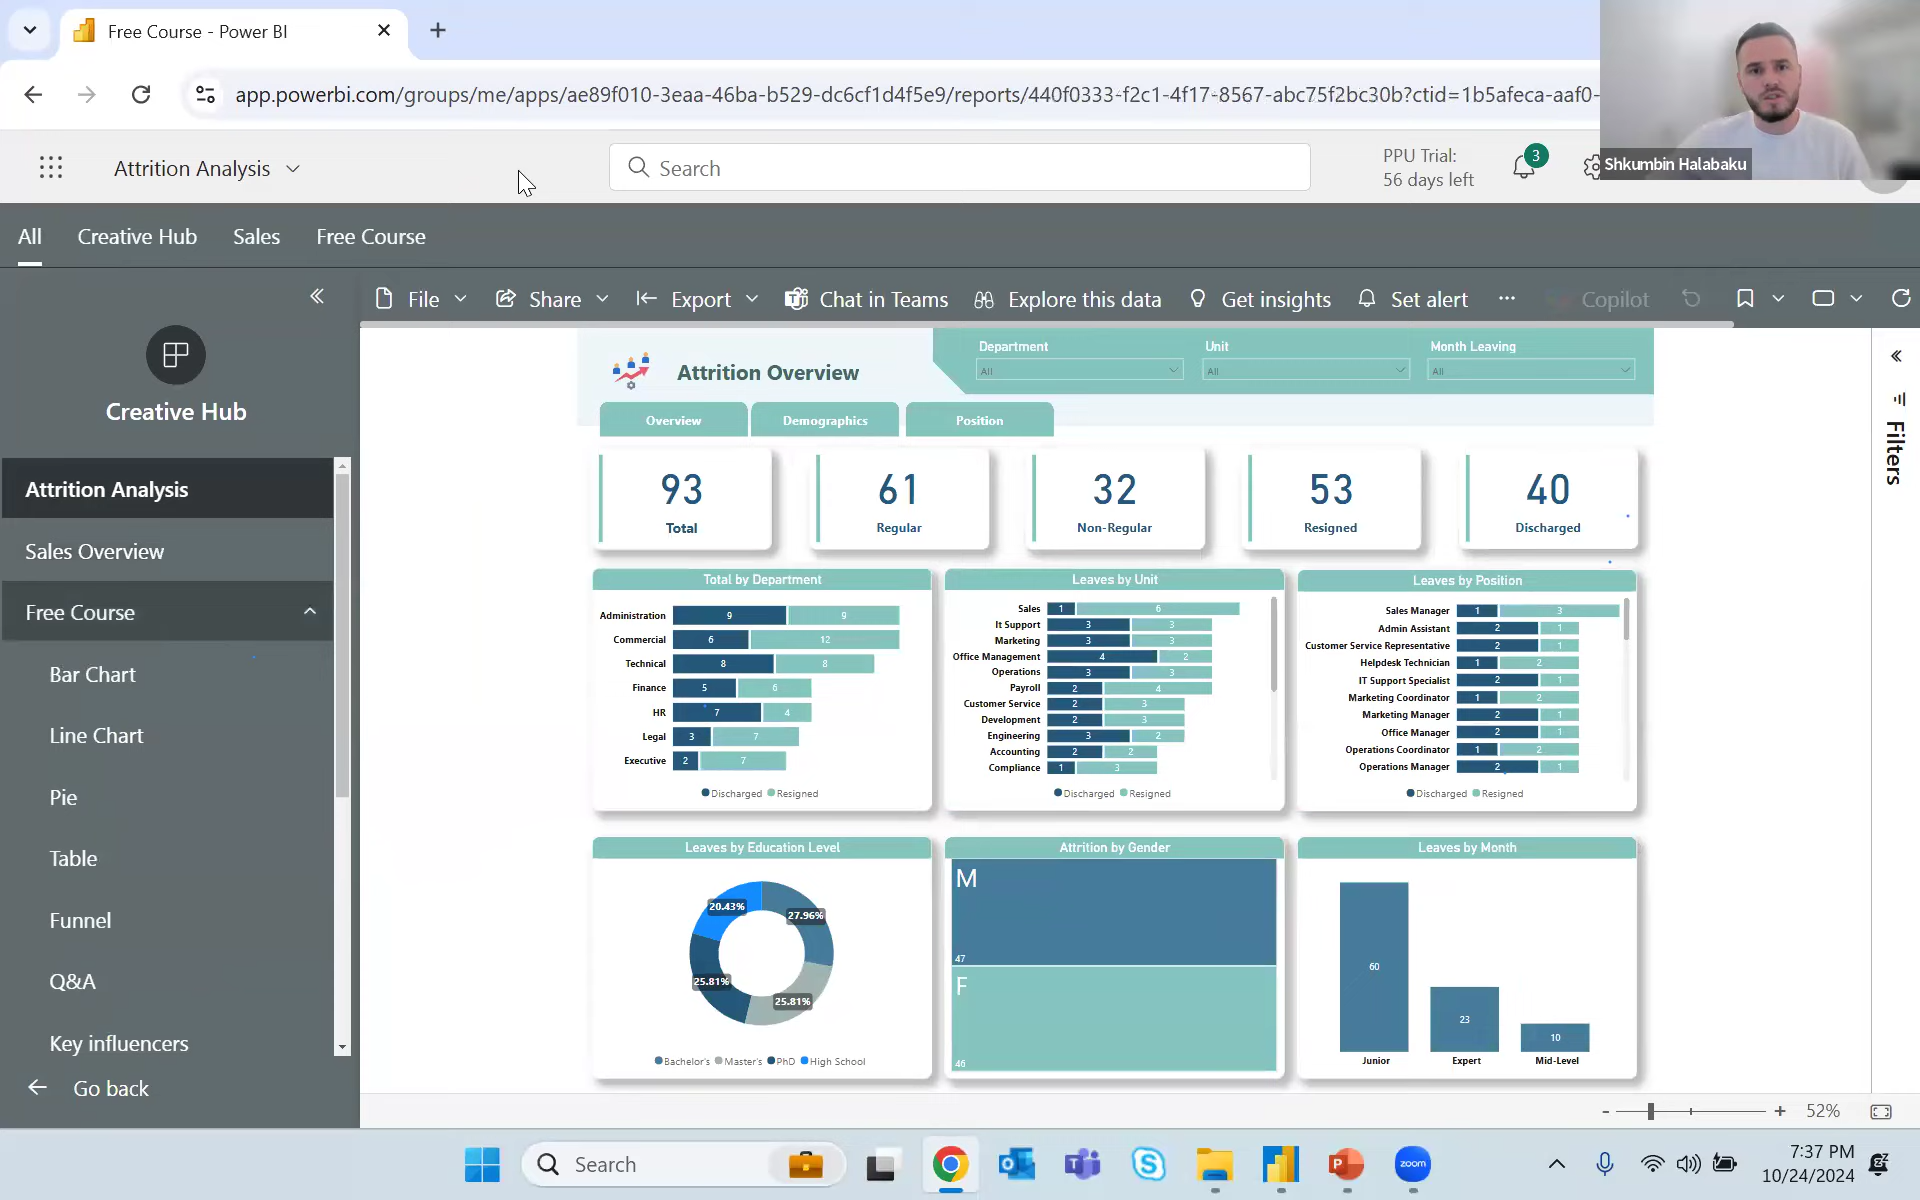 Free Course - Power BI
app.powerbi.com/groups/me/apps/ae89f010-3eaa-46ba-b529-dc6cf1d4f5e9/reports/440f0333-f2c1-4f17-8567-abc75f2bc30b?ctid=1b5afeca-aaf0-
Attrition Analysis
Search
PPU Trial:
56 days left
3
Shkumbin Halabaku
All Creative Hub Sales Free Course
File Share Export Chat in Teams Explore this data Get insights Set alert Copilot
Creative Hub
Attrition Analysis
Sales Overview
Free Course
Bar Chart
Line Chart
Pie
Table
Funnel
Q&A
Key influencers
Go back
Attrition Overview
Department
All
Unit
All
Month Leaving
All
Overview Demographics Position
93
Total
61
Regular
32
Non-Regular
53
Resigned
40
Discharged
Total by Department
Administration 9 9
Commercial 6 12
Technical 8 8
Finance 5 6
HR 7 4
Legal 3 7
Executive 2 7
Discharged Resigned
Leaves by Unit
Sales 1 6
It Support 3 3
Marketing 3 3
Office Management 4 2
Operations 3 3
Payroll 2 4
Customer Service 2 3
Development 2 3
Engineering 3 2
Accounting 2 2
Compliance 1 3
Discharged Resigned
Leaves by Position
Sales Manager 1 3
Admin Assistant 2 1
Customer Service Representative 2 1
Helpdesk Technician 1 2
IT Support Specialist 2 1
Marketing Coordinator 1 2
Marketing Manager 2 1
Office Manager 2 1
Operations Coordinator 1 2
Operations Manager 2 1
Discharged Resigned
Leaves by Education Level
20.43%
27.96%
25.81%
25.81%
Bachelor's Master's PhD High School
Attrition by Gender
M
47
F
46
Leaves by Month
60
23
10
Junior Expert Mid-Level
Filters
- + 52%
Search
zoom
7:37 PM
10/24/2024